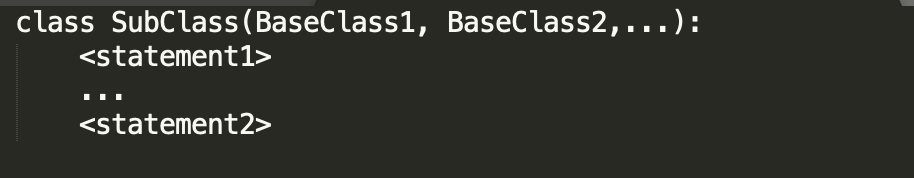 class SubClass(BaseClass1, BaseClass2,...):
    <statement1>
    ...
    <statement2>